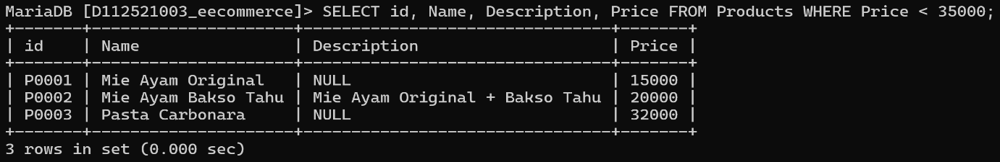 MariaDB [D112521003_eecommerce]> SELECT id, Name, Description, Price FROM Products WHERE Price < 35000;
+-------+--------------------+------------------------------+-------+
| id    | Name               | Description                  | Price |
+-------+--------------------+------------------------------+-------+
| P0001 | Mie Ayam Original  | NULL                         | 15000 |
| P0002 | Mie Ayam Bakso Tahu | Mie Ayam Original + Bakso Tahu | 20000 |
| P0003 | Pasta Carbonara    | NULL                         | 32000 |
+-------+--------------------+------------------------------+-------+
3 rows in set (0.000 sec)